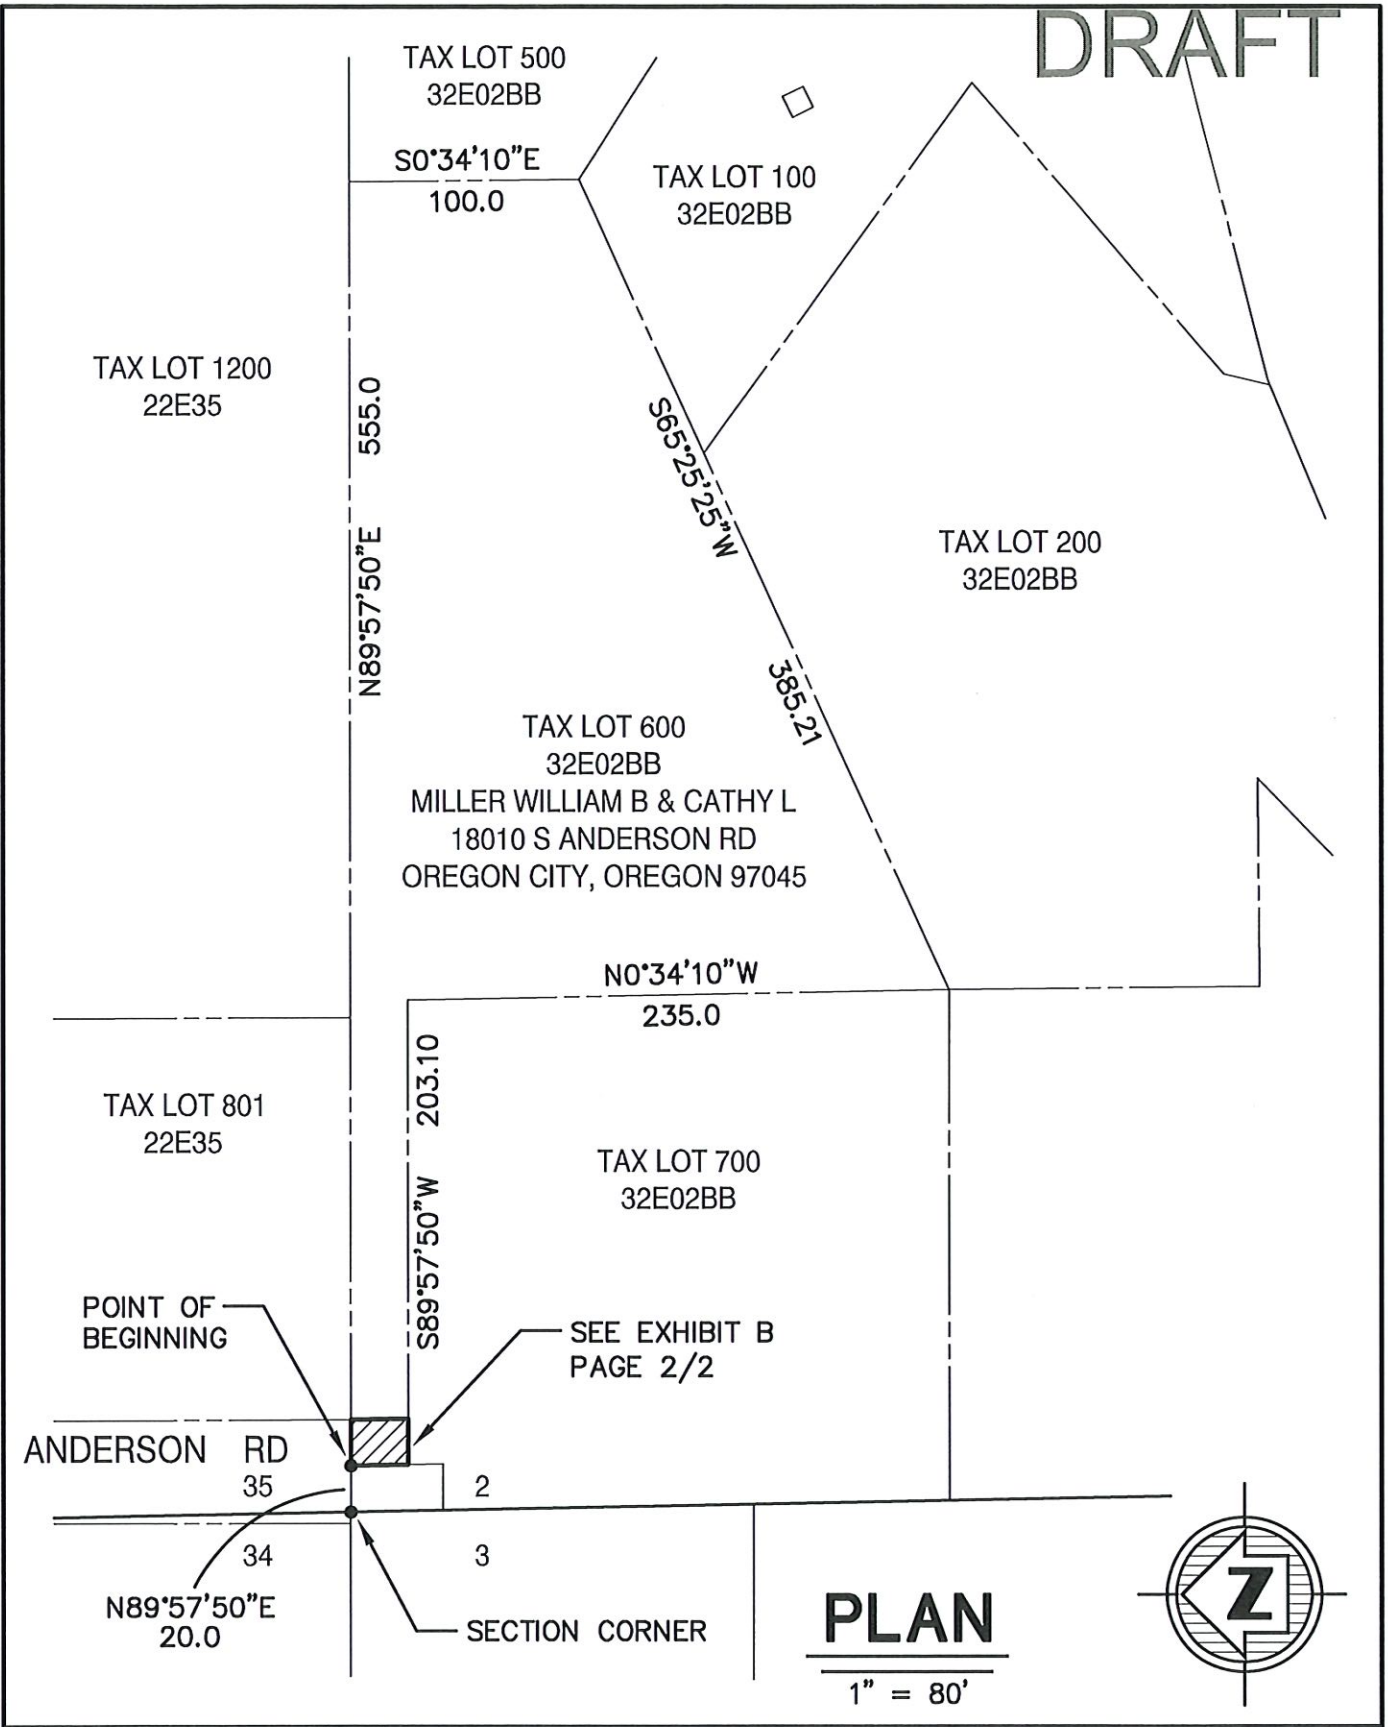 DRAFT
TAX LOT 500
32E02BB
S0°34'10"E
100.0
TAX LOT 100
32E02BB
TAX LOT 1200
22E35
N89°57'50"E 555.0
S65°25'25"W
385.21
TAX LOT 200
32E02BB
TAX LOT 600
32E02BB
MILLER WILLIAM B & CATHY L
18010 S ANDERSON RD
OREGON CITY, OREGON 97045
N0°34'10"W
235.0
TAX LOT 801
22E35
S89°57'50"W 203.10
TAX LOT 700
32E02BB
POINT OF
BEGINNING
SEE EXHIBIT B
PAGE 2/2
ANDERSON RD
35
2
34
3
N89°57'50"E
20.0
SECTION CORNER
PLAN
1" = 80'
N